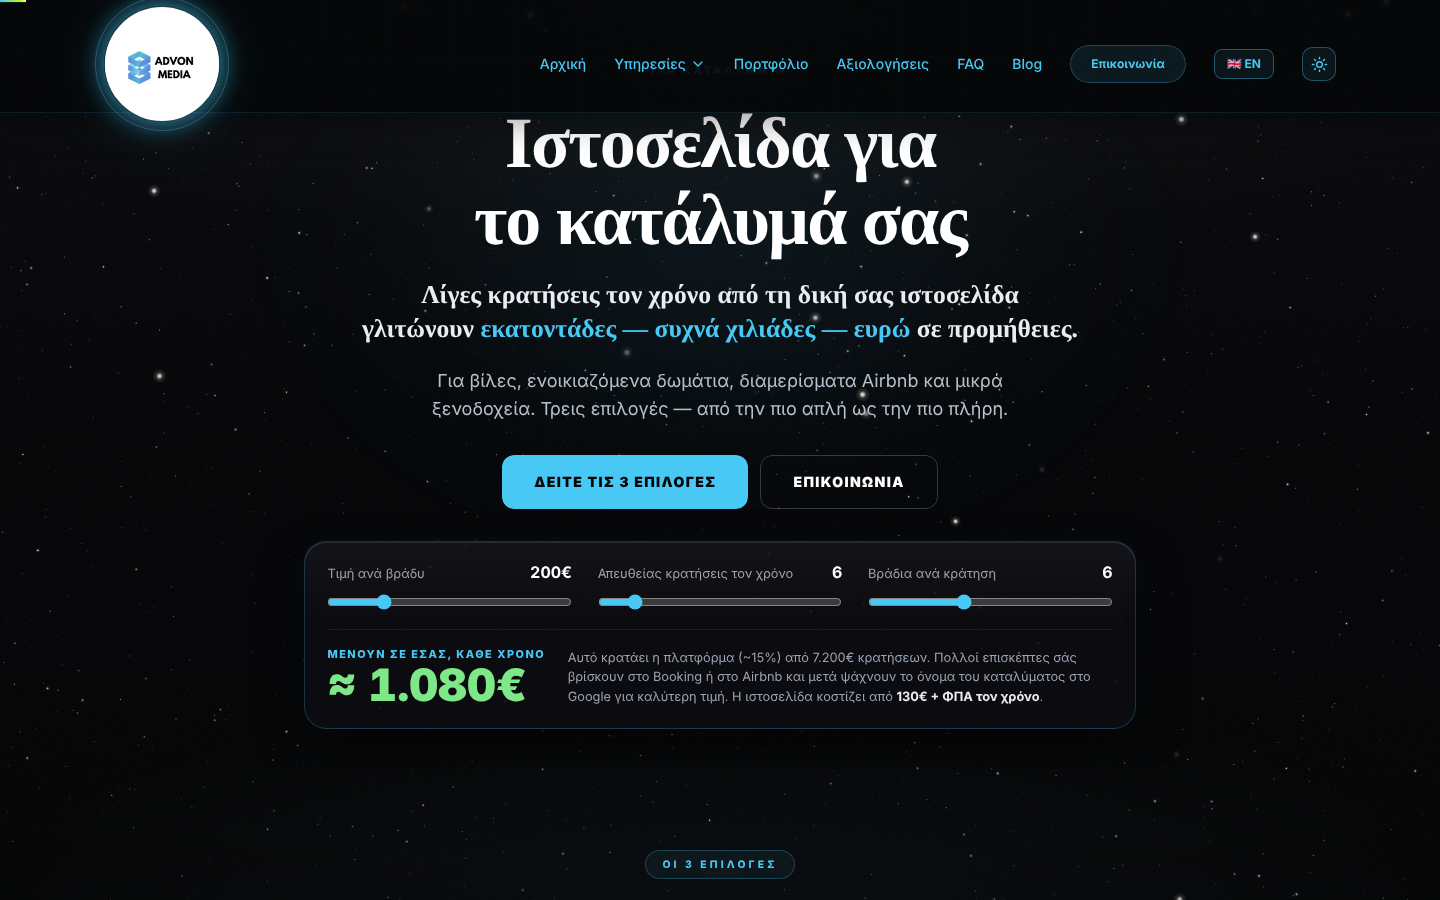 ADVON
MEDIA
Αρχική
Υπηρεσίες
Πορτφόλιο
Αξιολογήσεις
FAQ
Blog
Επικοινωνία
🇬🇧 EN
Ιστοσελίδα για
το κατάλυμά σας
Λίγες κρατήσεις τον χρόνο από τη δική σας ιστοσελίδα
γλιτώνουν εκατοντάδες — συχνά χιλιάδες — ευρώ σε προμήθειες.
Για βίλες, ενοικιαζόμενα δωμάτια, διαμερίσματα Airbnb και μικρά
ξενοδοχεία. Τρεις επιλογές — από την πιο απλή ως την πιο πλήρη.
ΔΕΙΤΕ ΤΙΣ 3 ΕΠΙΛΟΓΕΣ
ΕΠΙΚΟΙΝΩΝΙΑ
Τιμή ανά βράδυ 200€
Απευθείας κρατήσεις τον χρόνο 6
Βράδια ανά κράτηση 6
ΜΕΝΟΥΝ ΣΕ ΕΣΑΣ, ΚΑΘΕ ΧΡΟΝΟ
≈ 1.080€
Αυτό κρατάει η πλατφόρμα (~15%) από 7.200€ κρατήσεων. Πολλοί επισκέπτες σάς
βρίσκουν στο Booking ή στο Airbnb και μετά ψάχνουν το όνομα του καταλύματος στο
Google για καλύτερη τιμή. Η ιστοσελίδα κοστίζει από 130€ + ΦΠΑ τον χρόνο.
ΟΙ 3 ΕΠΙΛΟΓΕΣ